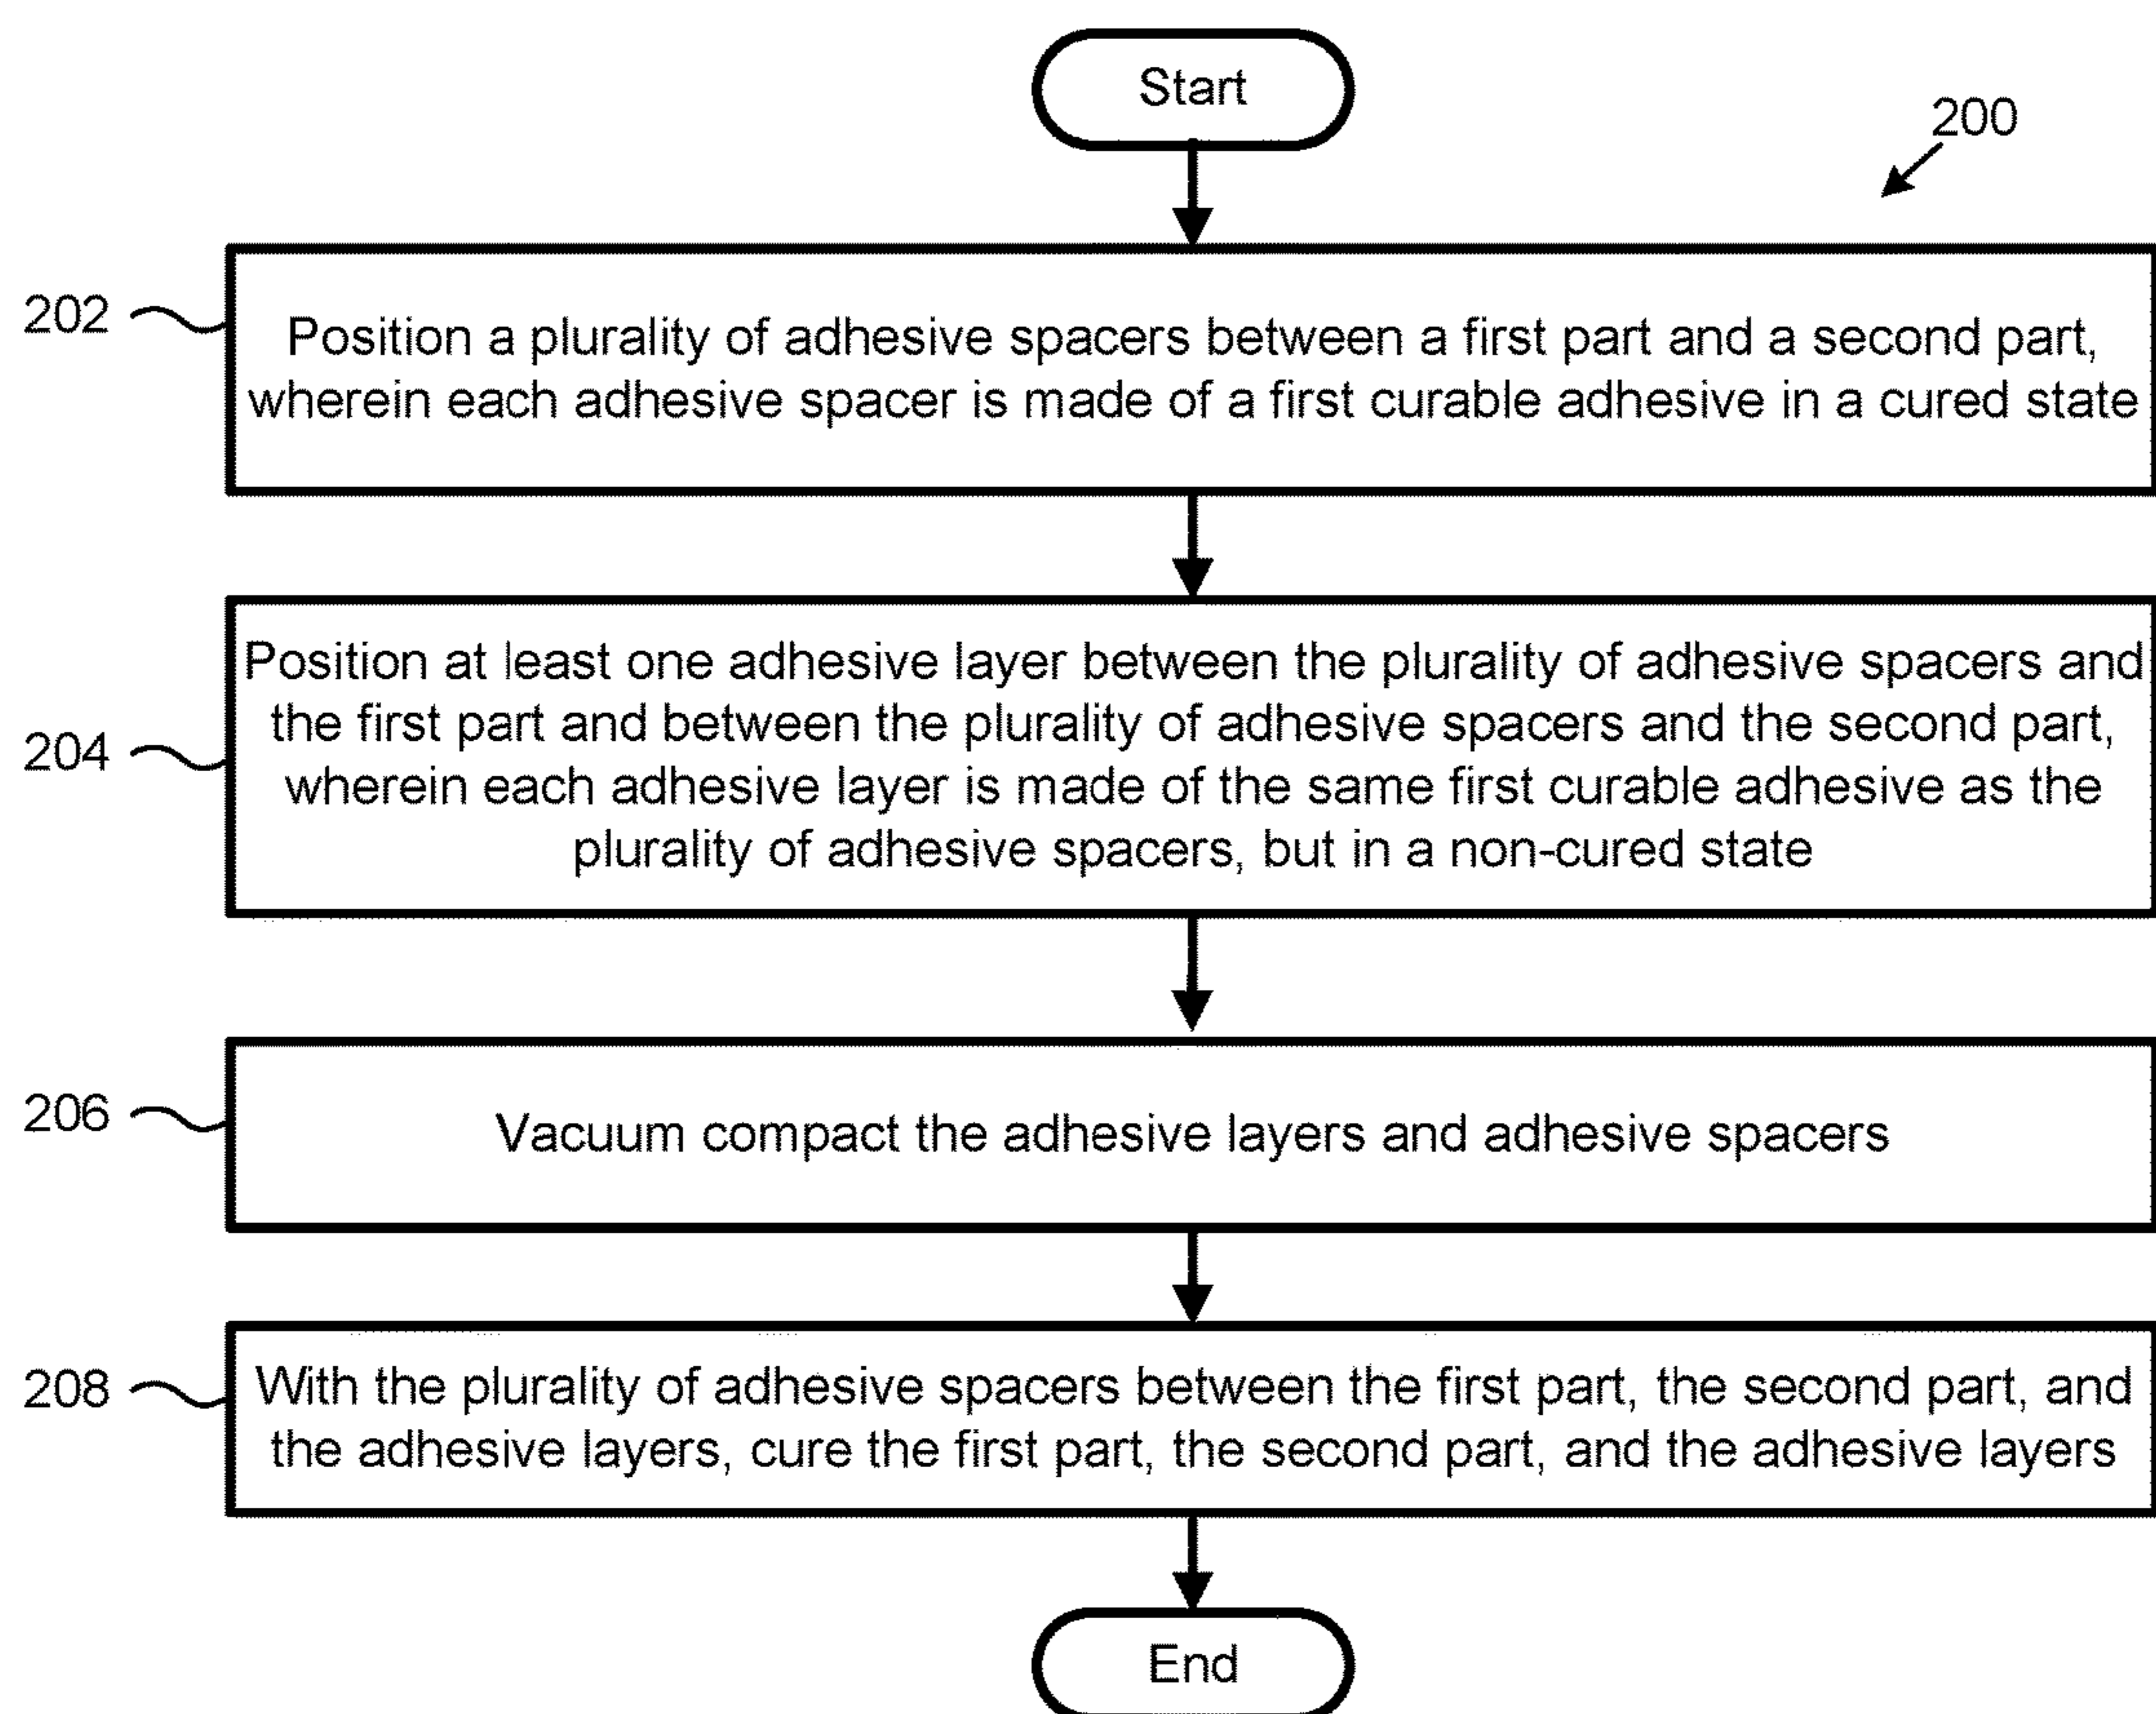 Start
200
202
Position a plurality of adhesive spacers between a first part and a second part,
wherein each adhesive spacer is made of a first curable adhesive in a cured state
204
Position at least one adhesive layer between the plurality of adhesive spacers and
the first part and between the plurality of adhesive spacers and the second part,
wherein each adhesive layer is made of the same first curable adhesive as the
plurality of adhesive spacers, but in a non-cured state
206
Vacuum compact the adhesive layers and adhesive spacers
208
With the plurality of adhesive spacers between the first part, the second part, and
the adhesive layers, cure the first part, the second part, and the adhesive layers
End